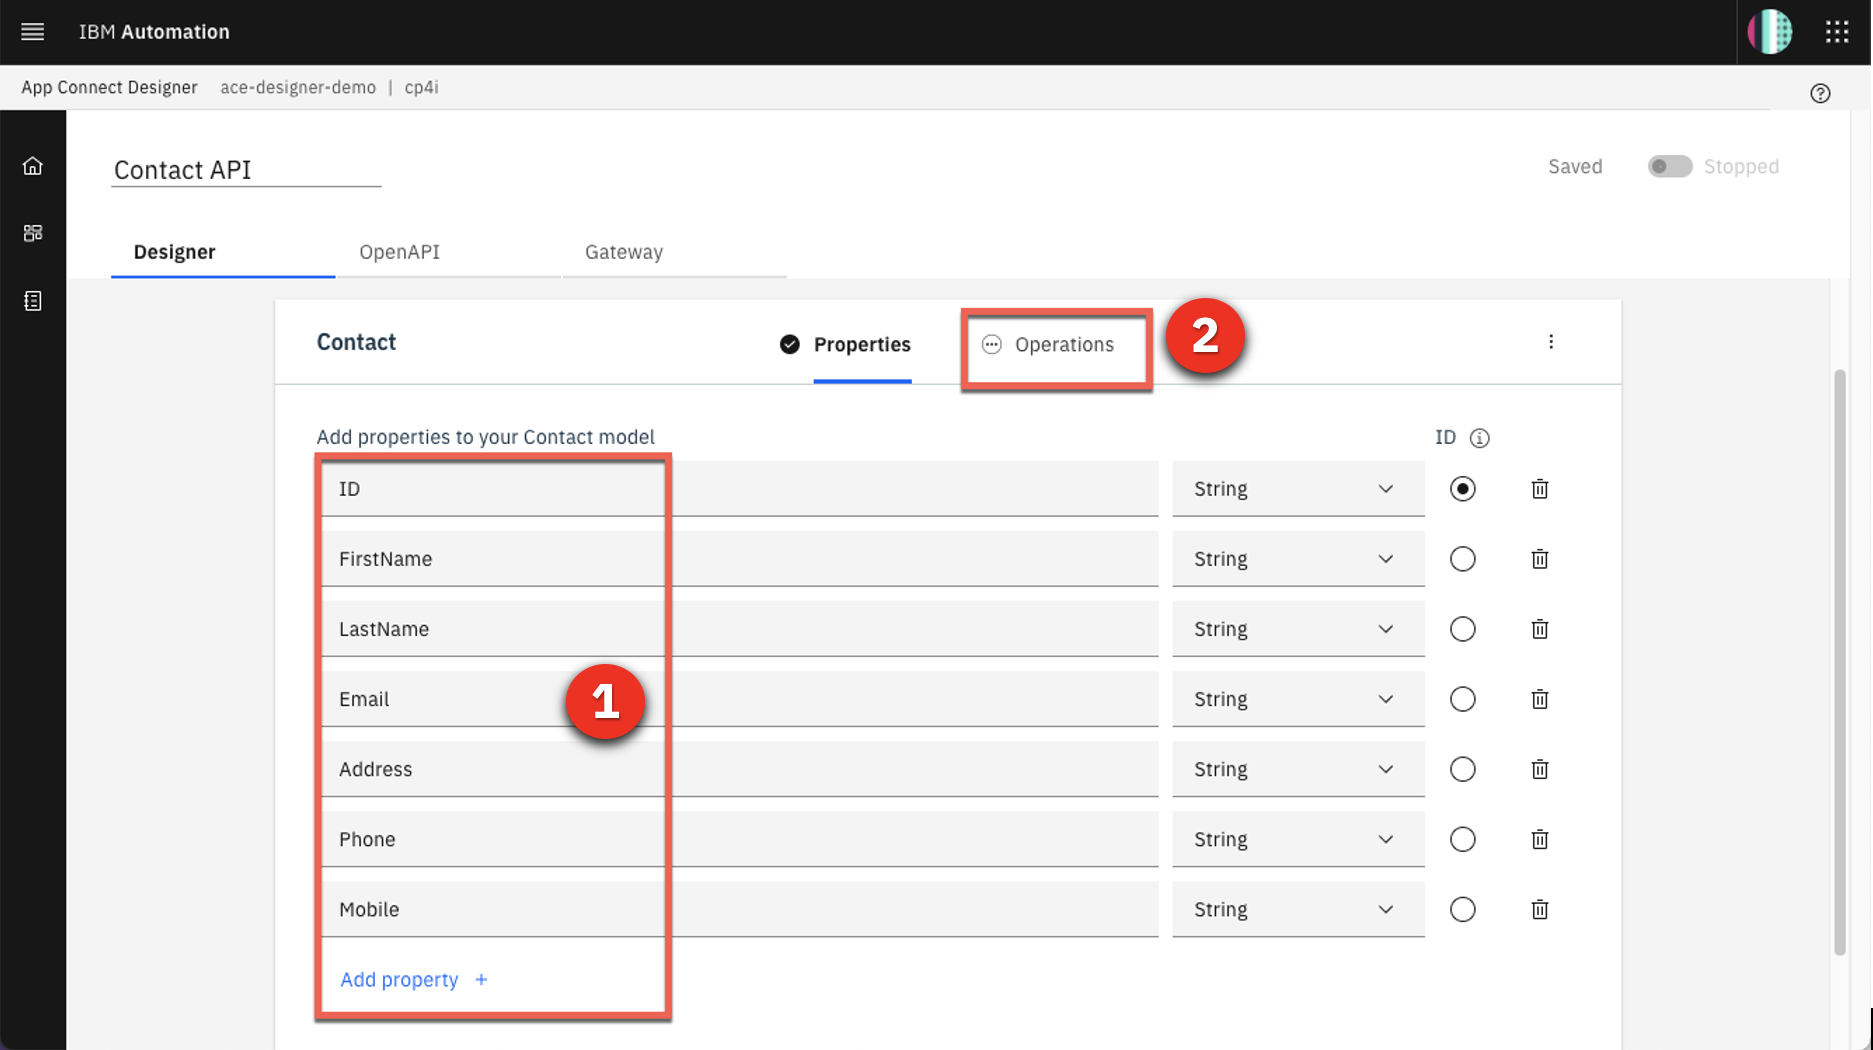 IBM Automation
App Connect Designer ace-designer-demo | cp4i
Contact API
Saved Stopped
Designer OpenAPI Gateway
Contact Properties Operations 2
Add properties to your Contact model ID
ID String
FirstName String
LastName String
Email 1 String
Address String
Phone String
Mobile String
Add property +